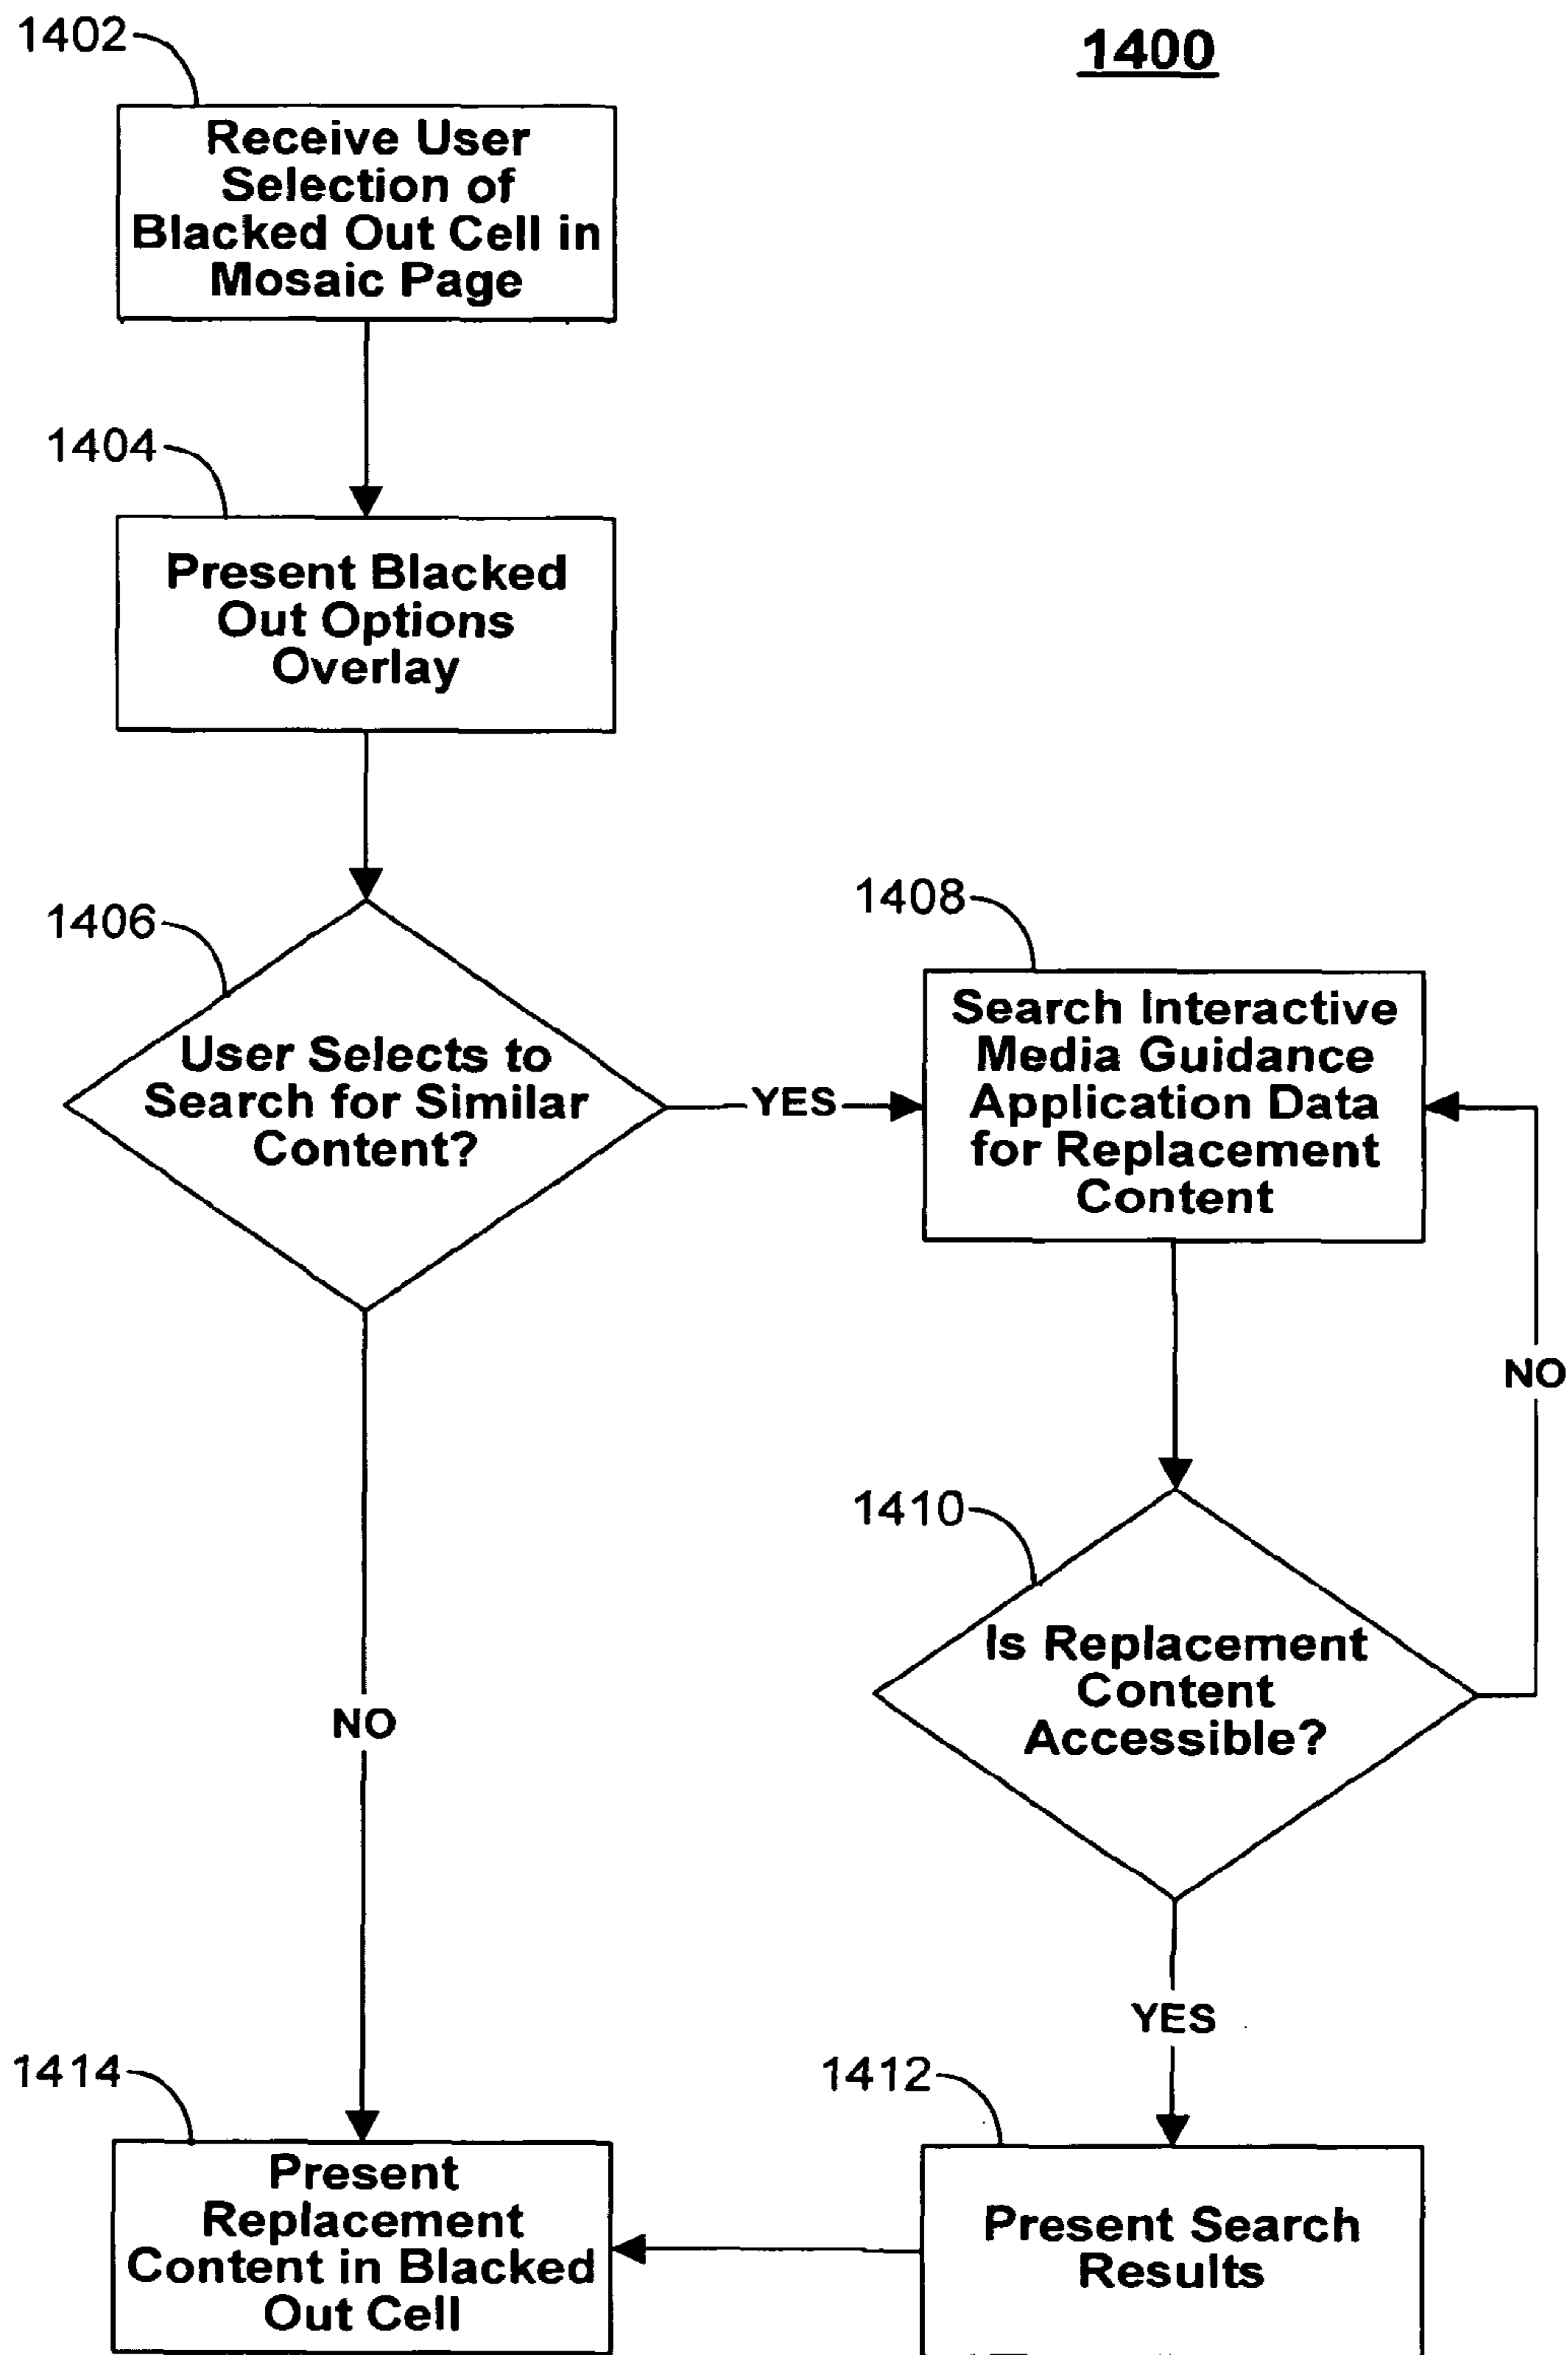 1400
1402
Receive User
Selection of
Blacked Out Cell in
Mosaic Page
1404
Present Blacked
Out Options
Overlay
1406
User Selects to
Search for Similar
Content?
YES
1408
Search Interactive
Media Guidance
Application Data
for Replacement
Content
NO
1410
Is Replacement
Content
Accessible?
NO
YES
1412
Present Search
Results
1414
Present
Replacement
Content in Blacked
Out Cell